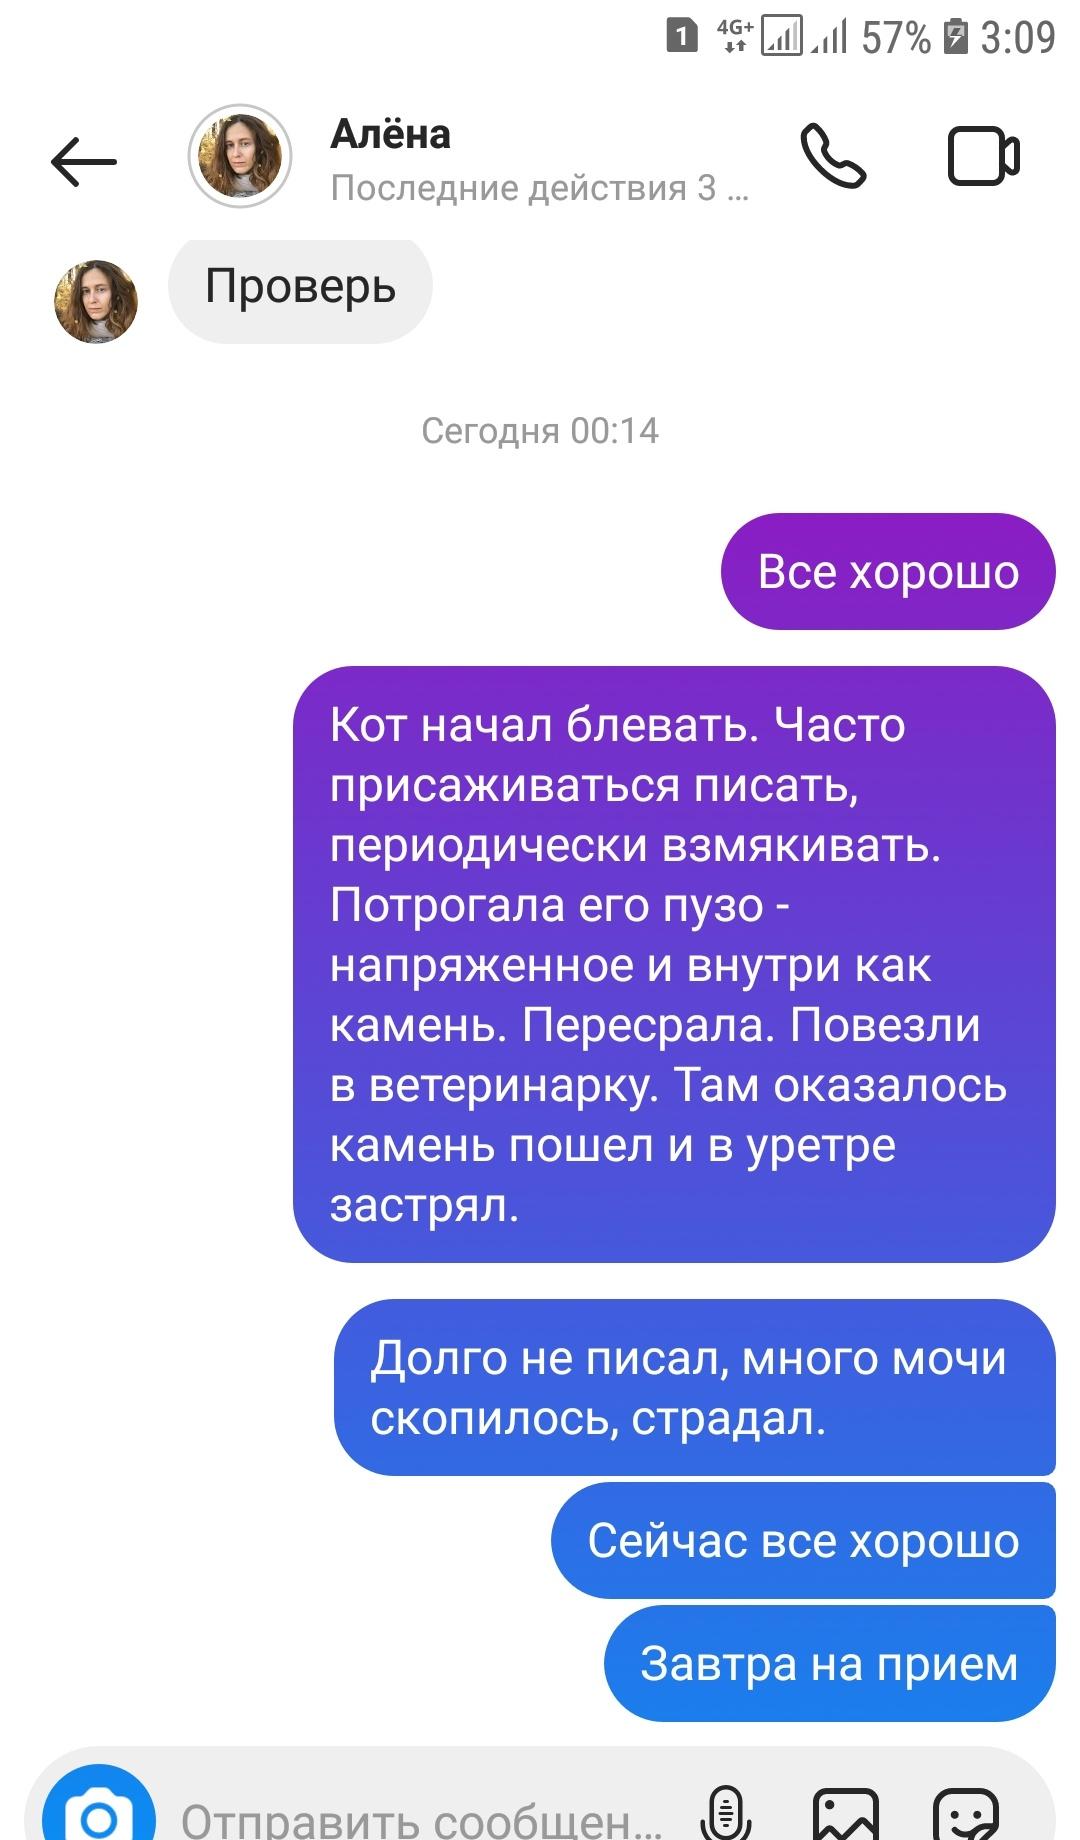 1 4G+ 57% 3:09
Алёна
Последние действия 3 ...
Проверь
Сегодня 00:14
Все хорошо
Кот начал блевать. Часто
присаживаться писать,
периодически взмякивать.
Потрогала его пузо -
напряженное и внутри как
камень. Пересрала. Повезли
в ветеринарку. Там оказалось
камень пошел и в уретре
застрял.
Долго не писал, много мочи
скопилось, страдал.
Сейчас все хорошо
Завтра на прием
Отправить сообщен...